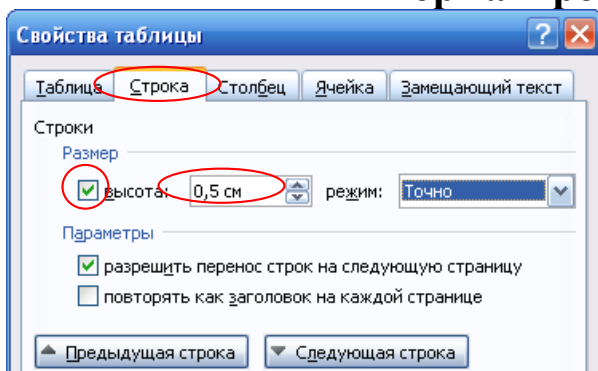 Свойства таблицы
Таблица Строка Столбец Ячейка Замещающий текст
Строки
Размер
высота: 0,5 см режим: Точно
Параметры
разрешить перенос строк на следующую страницу
повторять как заголовок на каждой странице
Предыдущая строка Следующая строка